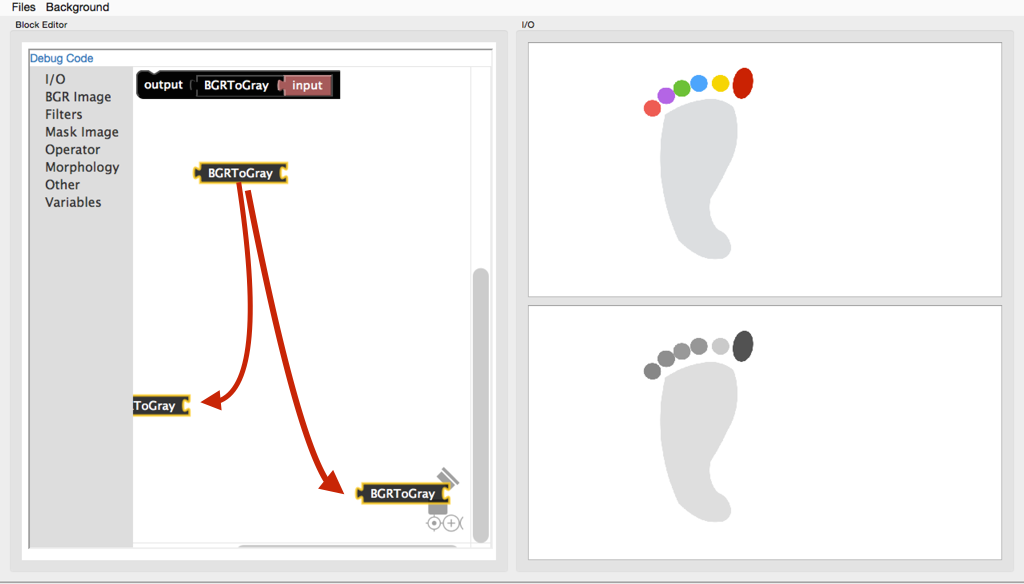 Files Background
Block Editor
I/O
Debug Code
I/O
BGR Image
Filters
Mask Image
Operator
Morphology
Other
Variables
output BGRToGray input
BGRToGray
ToGray
BGRToGray